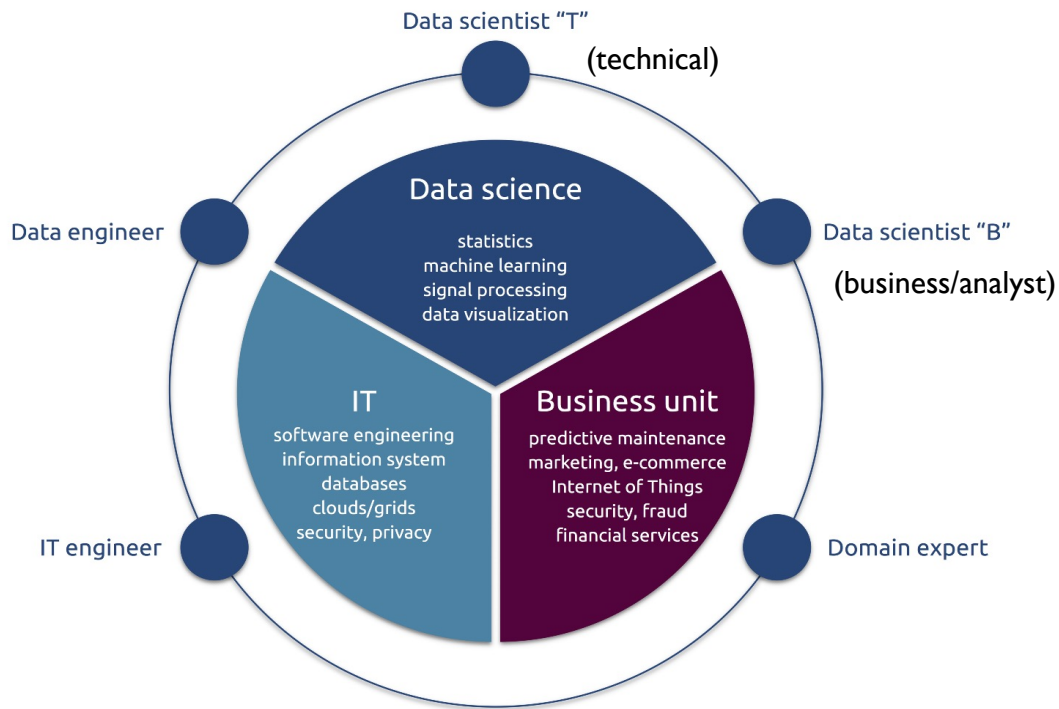 Data scientist “T”
(technical)
Data science
statistics
machine learning
signal processing
data visualization
Data engineer
Data scientist “B”
(business/analyst)
IT
software engineering
information system
databases
clouds/grids
security, privacy
Business unit
predictive maintenance
marketing, e-commerce
Internet of Things
security, fraud
financial services
IT engineer
Domain expert